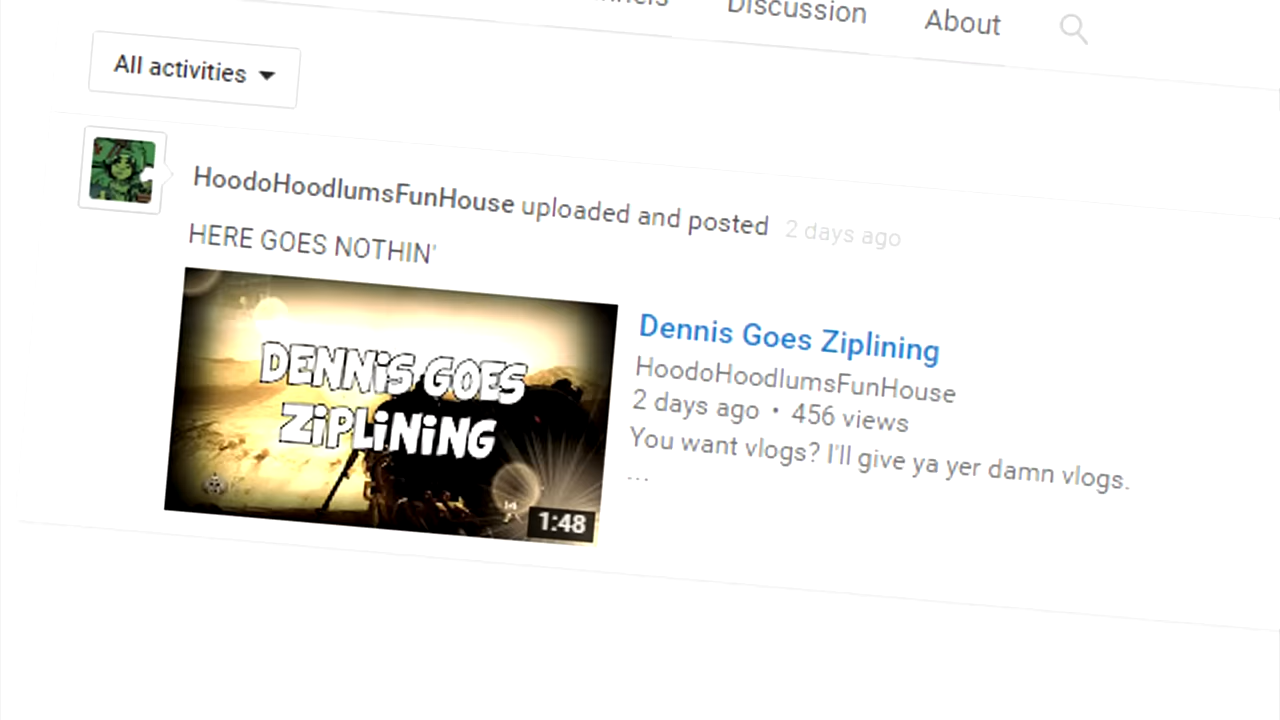 Discussion
About
All activities
HoodoHoodlumsFunHouse uploaded and posted 2 days ago
HERE GOES NOTHIN'
DENNIS GOES
ZIPLINING
1:48
Dennis Goes Ziplining
HoodoHoodlumsFunHouse
2 days ago • 456 views
You want vlogs? I'll give ya yer damn vlogs.
...